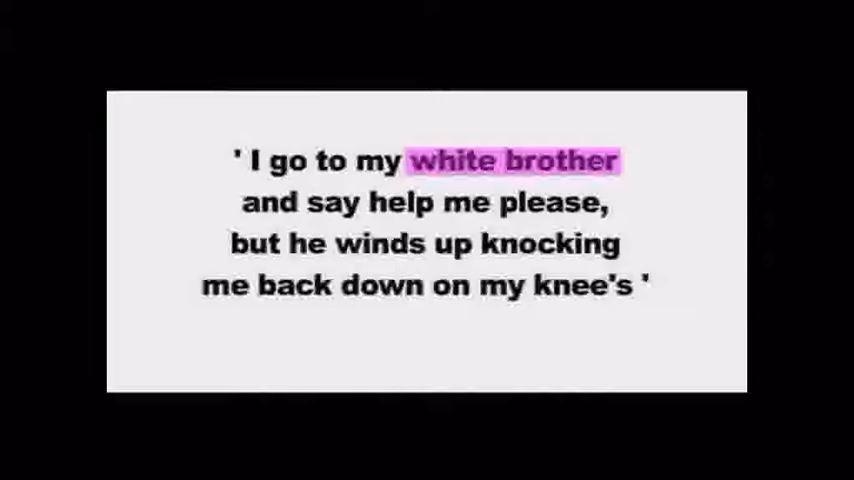 ' I go to my white brother
and say help me please,
but he winds up knocking
me back down on my knee's '